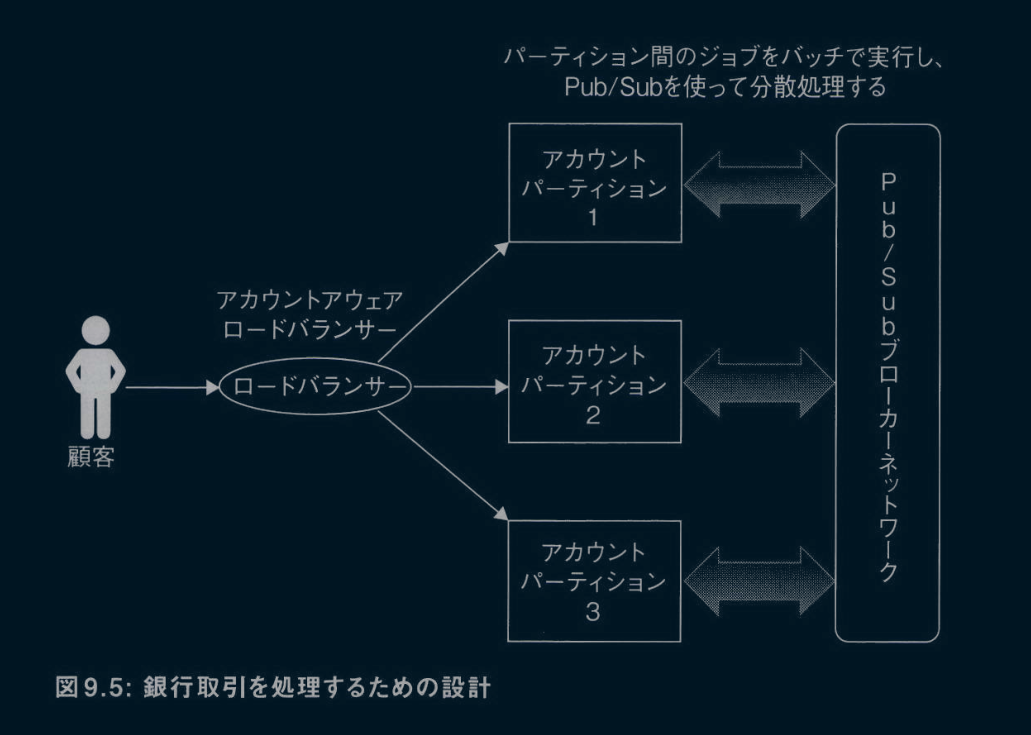 パーティション間のジョブをバッチで実行し、
Pub/Subを使って分散処理する
アカウント
パーティション
1
アカウントアウェア
ロードバランサー
ロードバランサー
顧客
アカウント
パーティション
2
アカウント
パーティション
3
Pub/Subブローカーネットワーク
図9.5: 銀行取引を処理するための設計